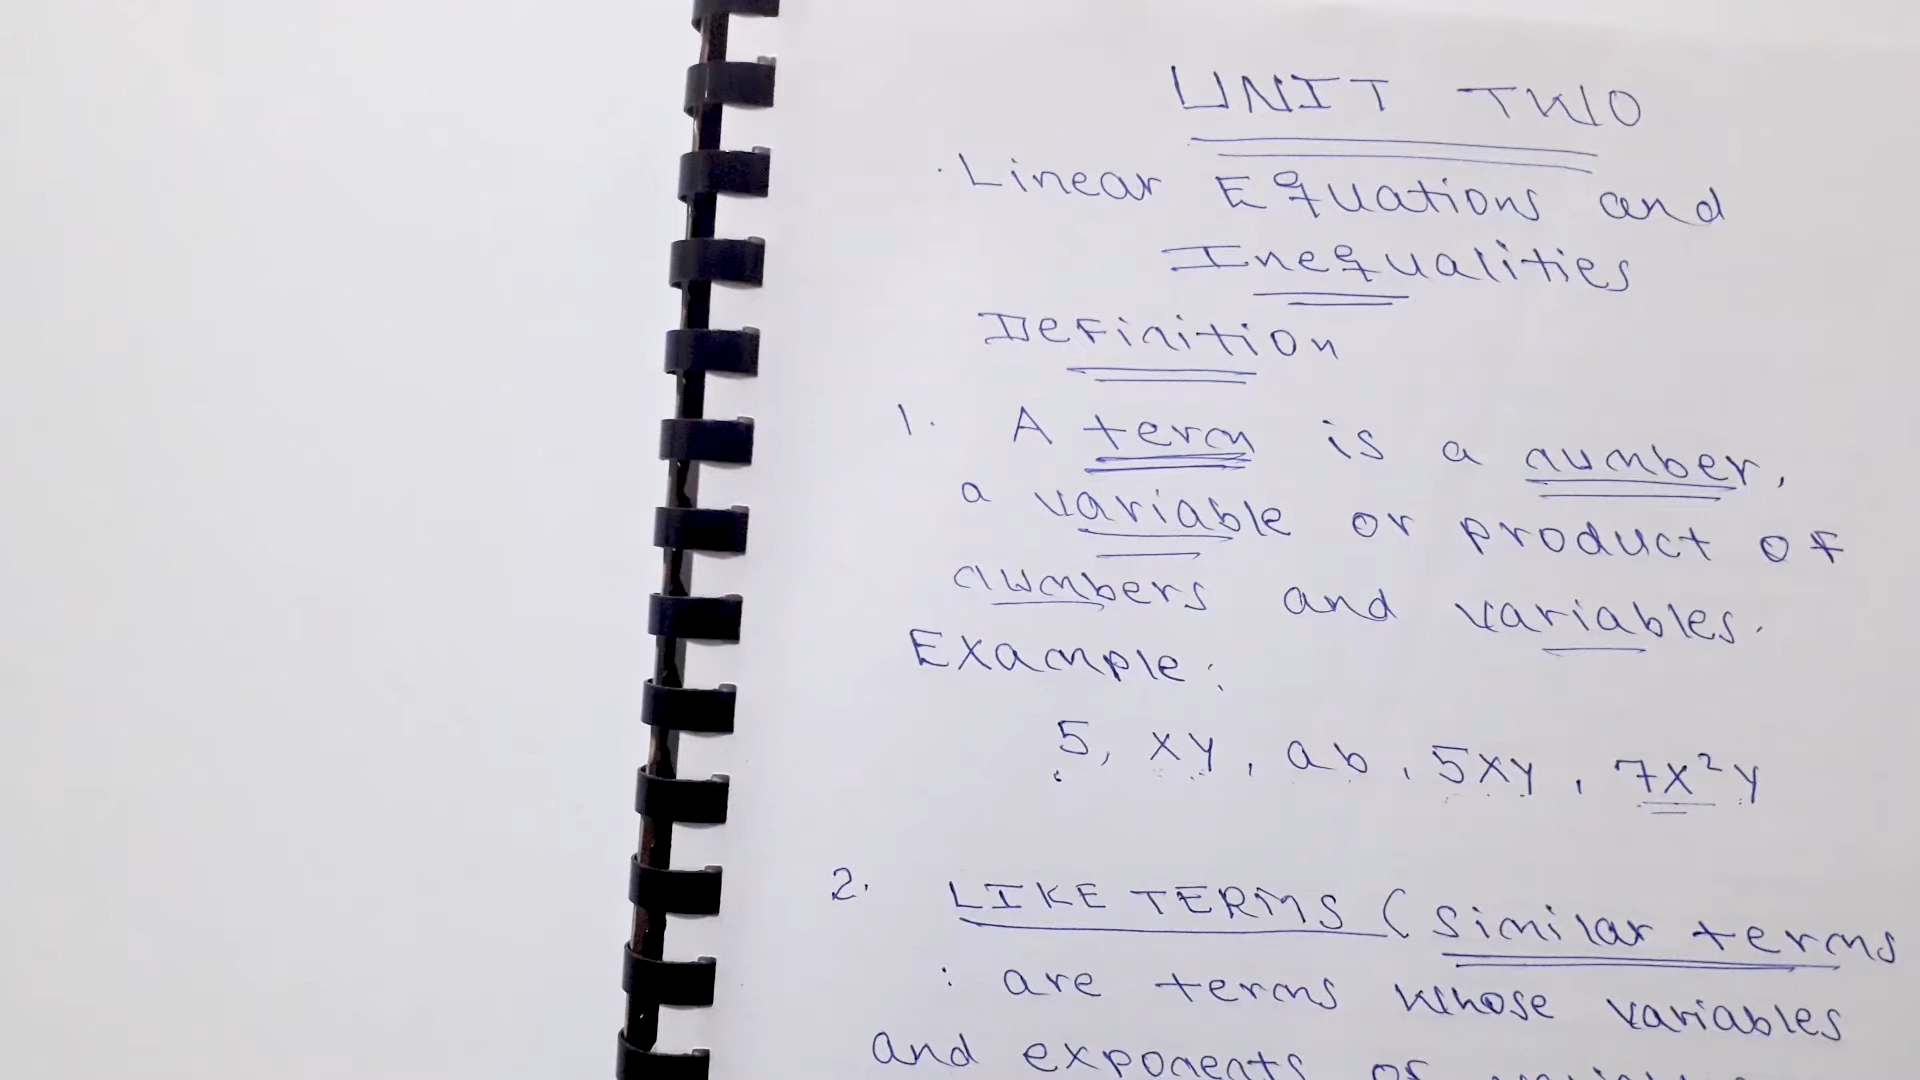 UNIT TWO
Linear Equations and
Inequalities
Definition
1. A term is a number,
a variable or product of
numbers and variables.
Example:
5, xy, ab, 5xy, 7x²y
2. LIKE TERMS (similar terms
: are terms whose variables
and exponents of